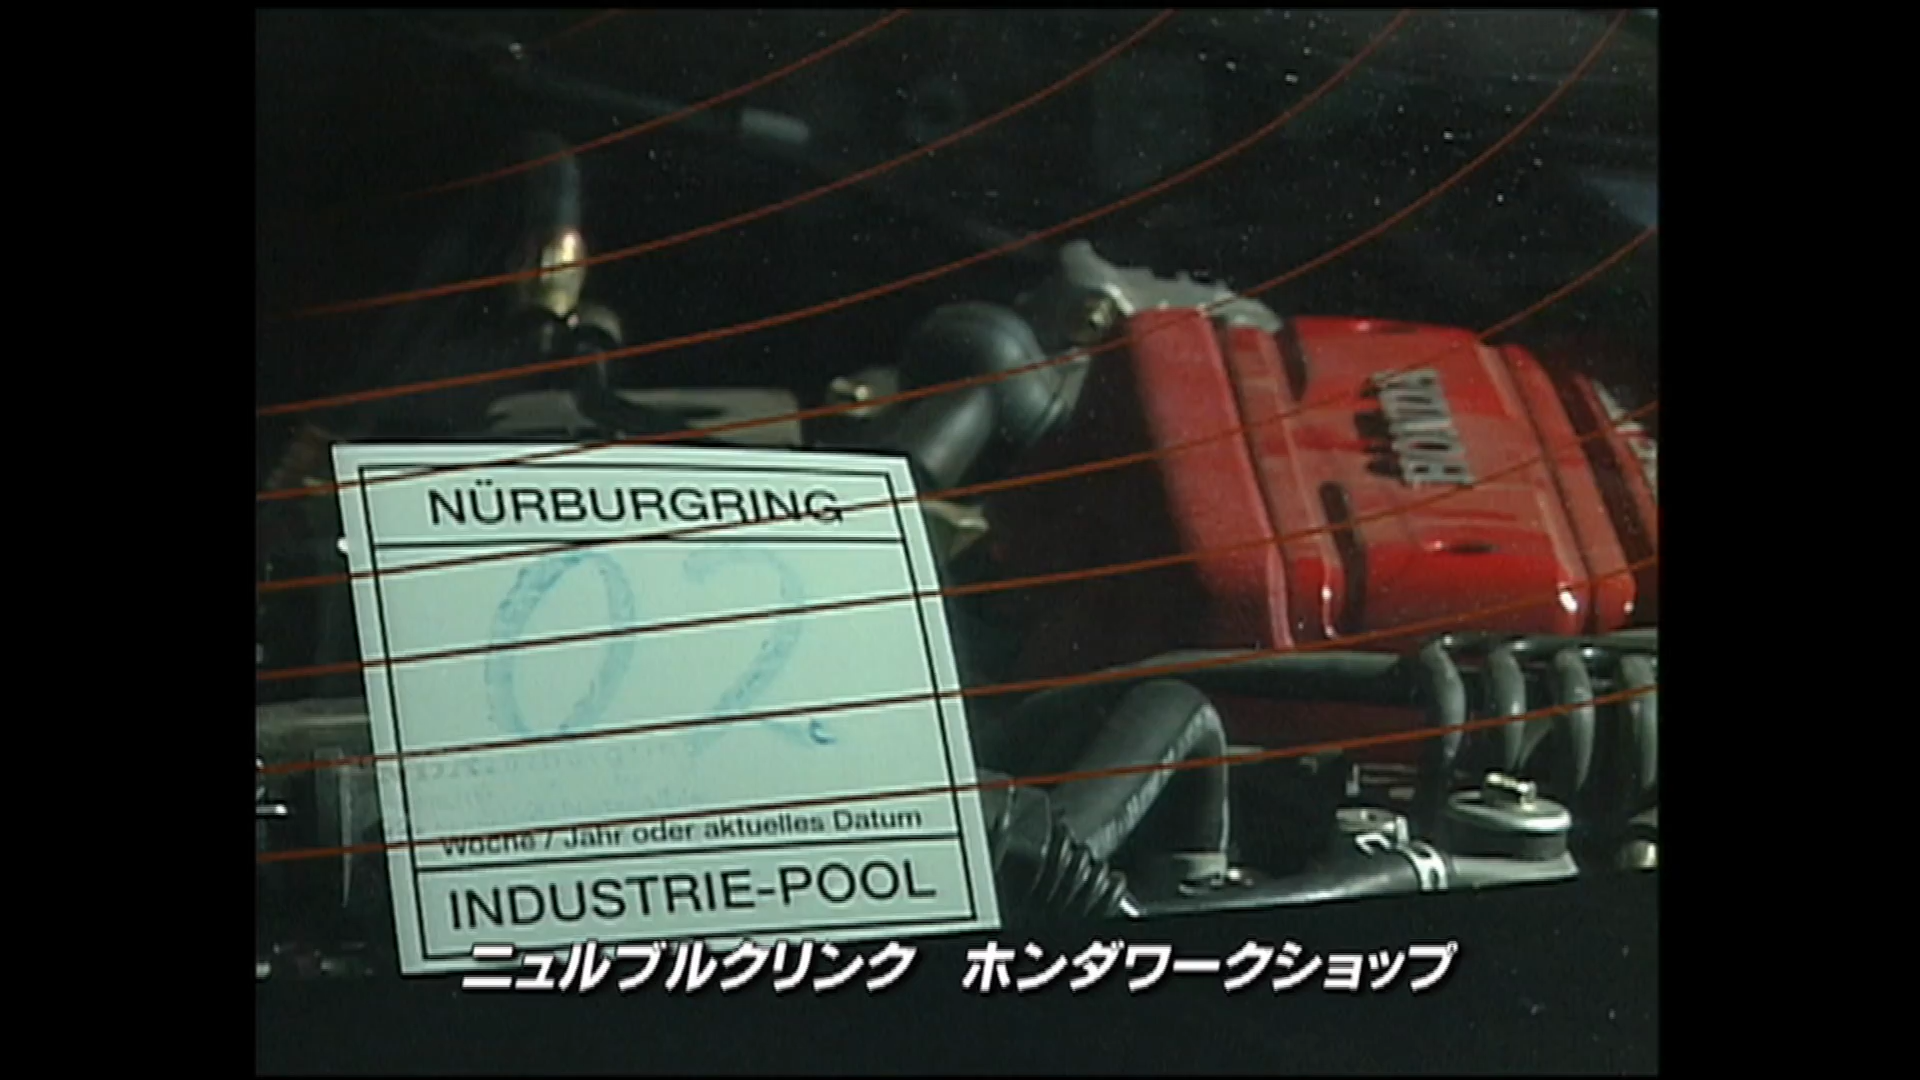 HONDA
NÜRBURGRING
02
Woche / Jahr oder aktuelles Datum
INDUSTRIE-POOL
ニュルブルクリンク ホンダワークショップ